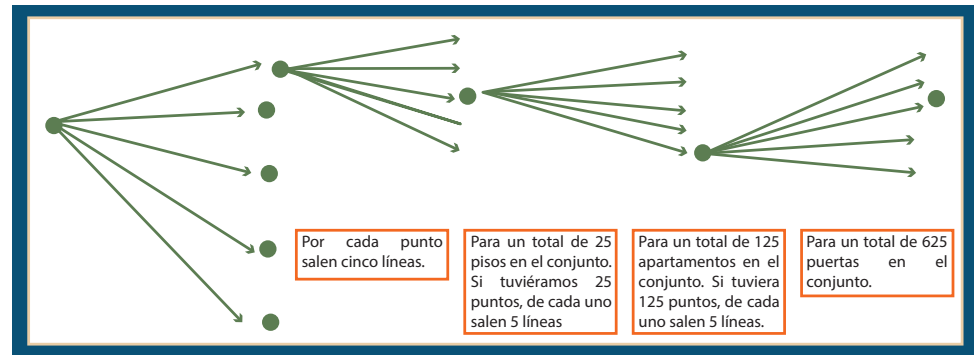 Por cada punto
salen cinco líneas.
Para un total de 25
pisos en el conjunto.
Si tuviéramos 25
puntos, de cada uno
salen 5 líneas
Para un total de 125
apartamentos en el
conjunto. Si tuviera
125 puntos, de cada
uno salen 5 líneas.
Para un total de 625
puertas en el
conjunto.